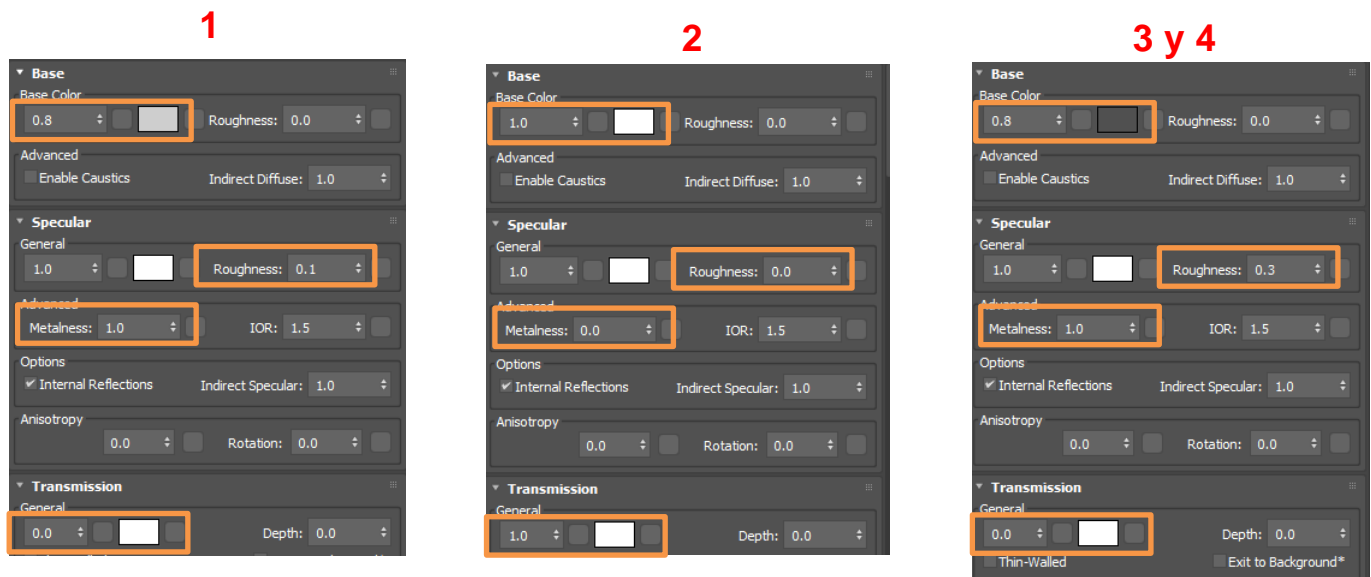 1
Base
Base Color
0.8 Roughness: 0.0
Advanced
Enable Caustics Indirect Diffuse: 1.0
Specular
General
1.0 Roughness: 0.1
Advanced
Metalness: 1.0 IOR: 1.5
Options
Internal Reflections Indirect Specular: 1.0
Anisotropy
0.0 Rotation: 0.0
Transmission
General
0.0 Depth: 0.0
2
Base
Base Color
1.0 Roughness: 0.0
Advanced
Enable Caustics Indirect Diffuse: 1.0
Specular
General
1.0 Roughness: 0.0
Advanced
Metalness: 0.0 IOR: 1.5
Options
Internal Reflections Indirect Specular: 1.0
Anisotropy
0.0 Rotation: 0.0
Transmission
General
1.0 Depth: 0.0
3 y 4
Base
Base Color
0.8 Roughness: 0.0
Advanced
Enable Caustics Indirect Diffuse: 1.0
Specular
General
1.0 Roughness: 0.3
Advanced
Metalness: 1.0 IOR: 1.5
Options
Internal Reflections Indirect Specular: 1.0
Anisotropy
0.0 Rotation: 0.0
Transmission
General
0.0 Depth: 0.0
Thin-Walled Exit to Background*